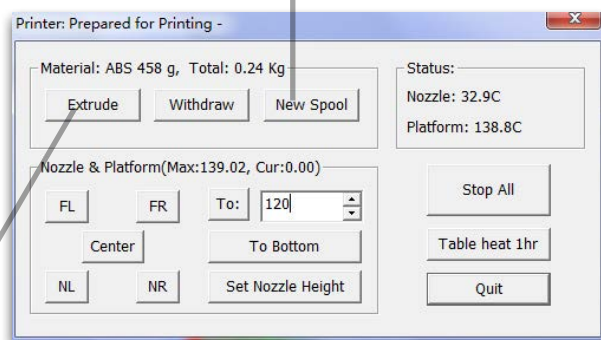 Printer: Prepared for Printing -
x
Material: ABS 458 g, Total: 0.24 Kg
Extrude
Withdraw
New Spool
Status:
Nozzle: 32.9C
Platform: 138.8C
Nozzle & Platform(Max:139.02, Cur:0.00)
FL
FR
To:
120
Center
To Bottom
NL
NR
Set Nozzle Height
Stop All
Table heat 1hr
Quit